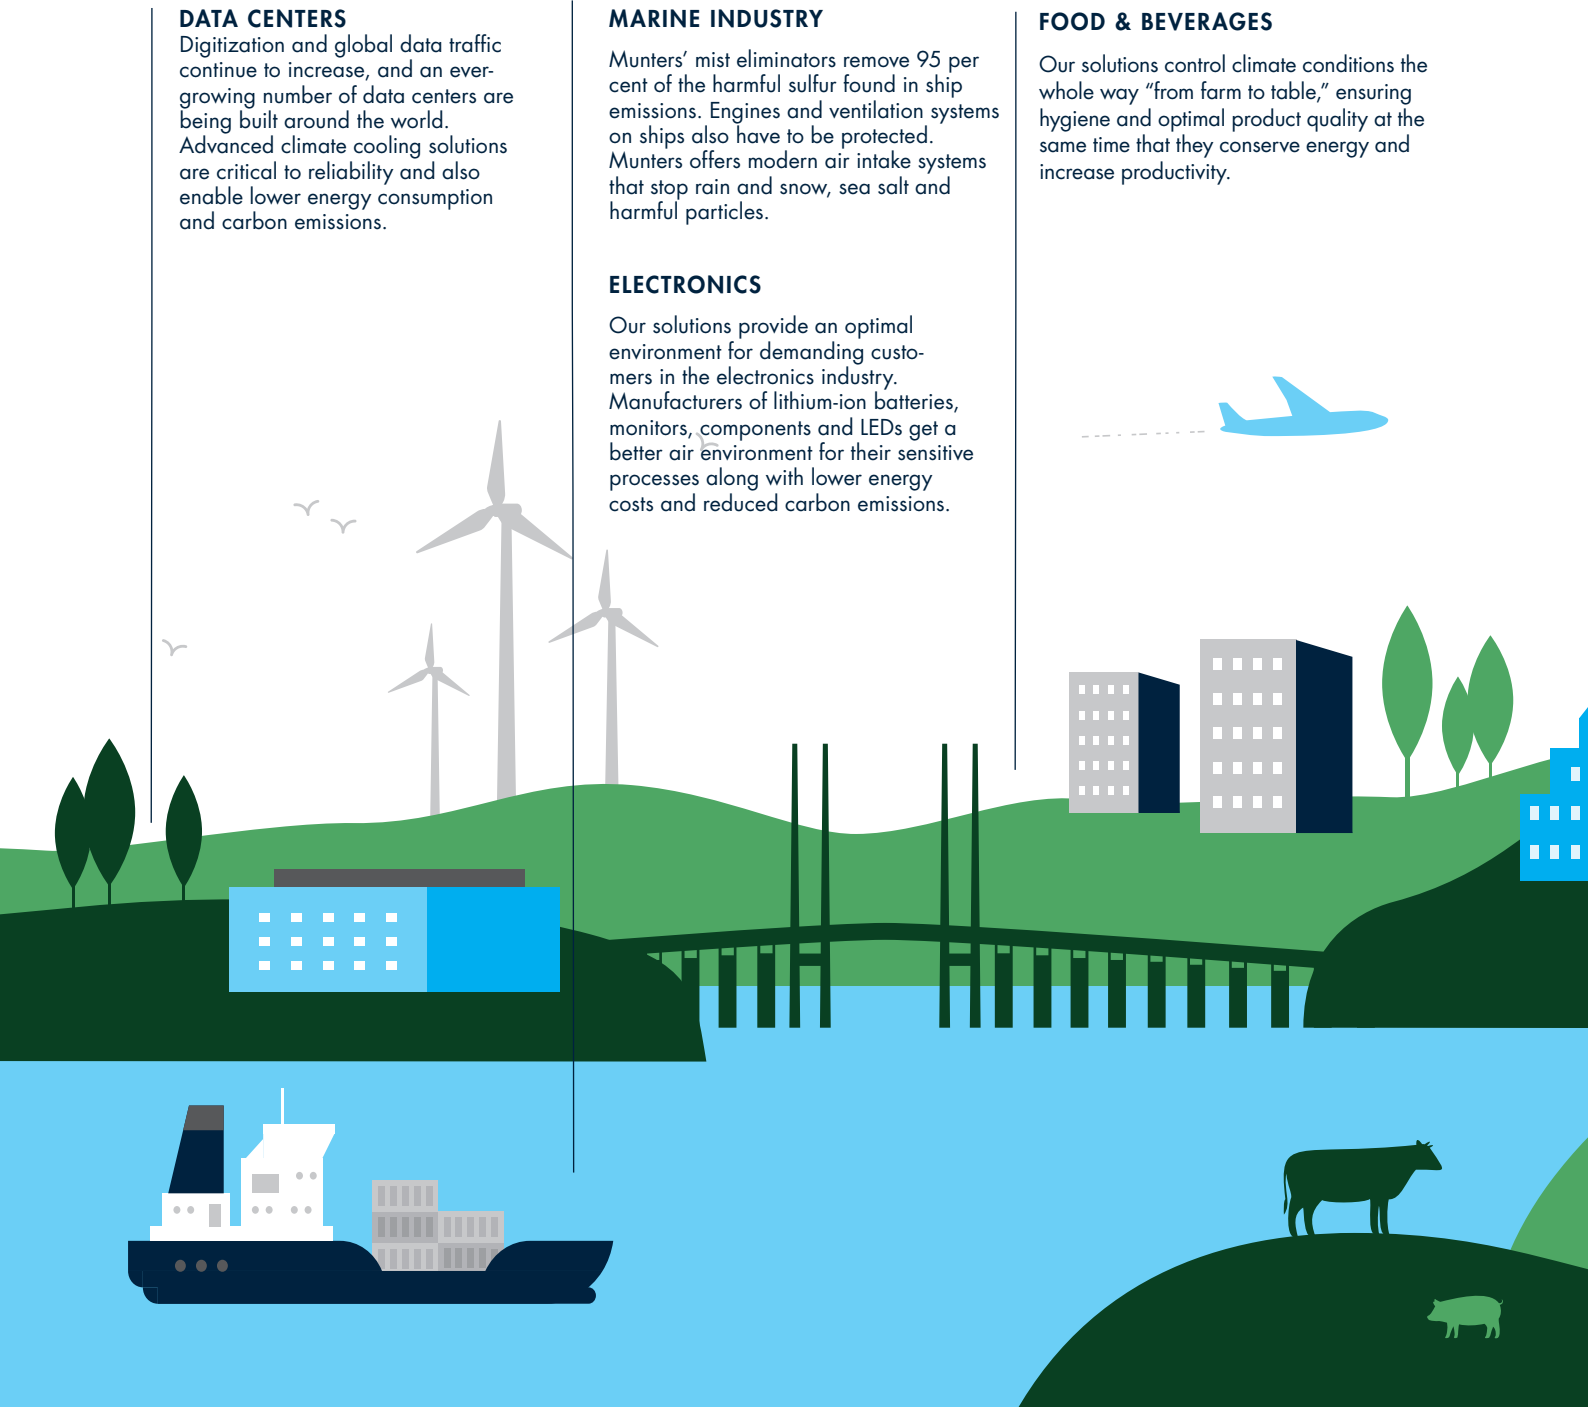 DATA CENTERS
Digitization and global data traffic
continue to increase, and an ever-
growing number of data centers are
being built around the world.
Advanced climate cooling solutions
are critical to reliability and also
enable lower energy consumption
and carbon emissions.
MARINE INDUSTRY
Munters’ mist eliminators remove 95 per
cent of the harmful sulfur found in ship
emissions. Engines and ventilation systems
on ships also have to be protected.
Munters offers modern air intake systems
that stop rain and snow, sea salt and
harmful particles.
ELECTRONICS
Our solutions provide an optimal
environment for demanding custo-
mers in the electronics industry.
Manufacturers of lithium-ion batteries,
monitors, components and LEDs get a
better air environment for their sensitive
processes along with lower energy
costs and reduced carbon emissions.
FOOD & BEVERAGES
Our solutions control climate conditions the
whole way “from farm to table,” ensuring
hygiene and optimal product quality at the
same time that they conserve energy and
increase productivity.